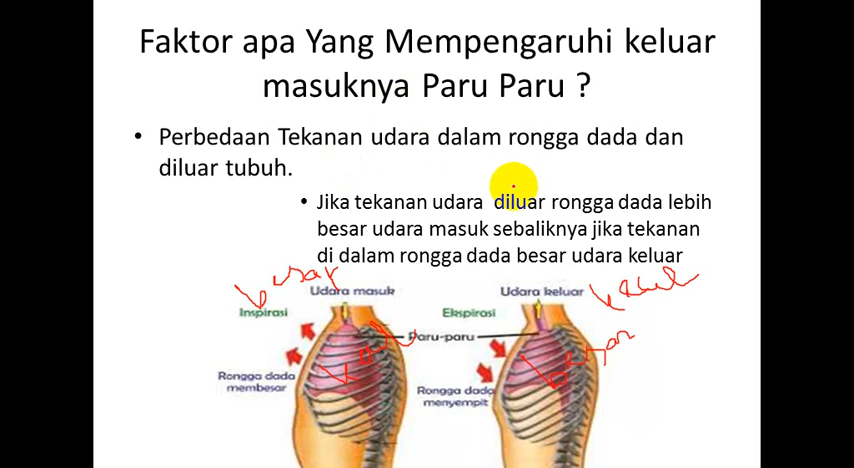 Faktor apa Yang Mempengaruhi keluar
masuknya Paru Paru ?
• Perbedaan Tekanan udara dalam rongga dada dan
diluar tubuh.
• Jika tekanan udara diluar rongga dada lebih
besar udara masuk sebaliknya jika tekanan
di dalam rongga dada besar udara keluar
besar
Udara masuk
Inspirasi
Rongga dada
membesar
Paru-paru
Udara keluar
Ekspirasi
besar
Rongga dada
menyempit